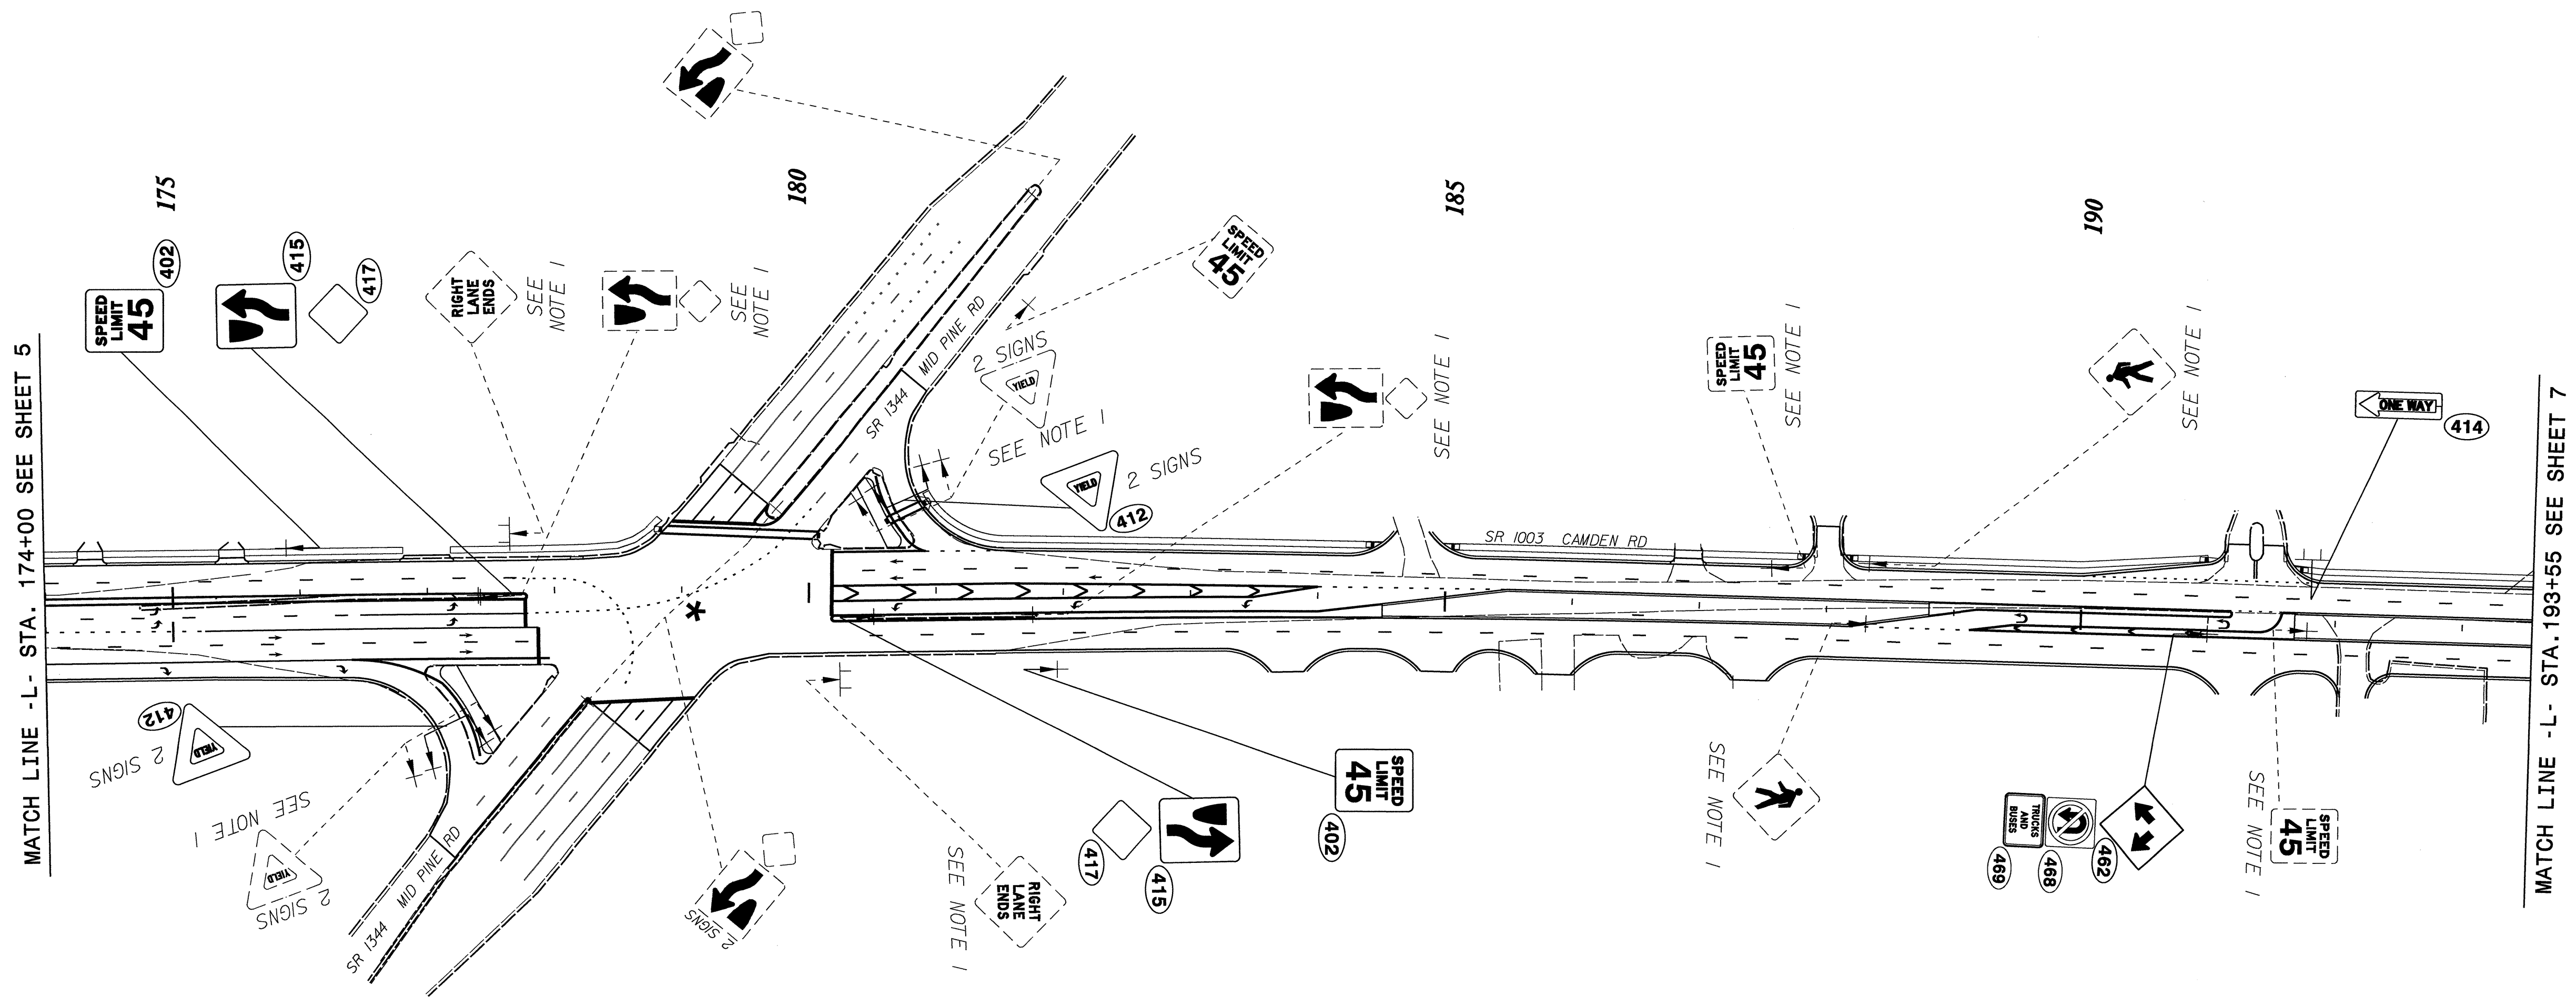 MATCH LINE -L- STA. 174+00 SEE SHEET 5
175
180
185
190
SPEED
LIMIT
45
402
415
417
RIGHT
LANE
ENDS
SEE
NOTE 1
SEE
NOTE 1
SPEED
LIMIT
45
SR 1344 MID PINE RD
2 SIGNS
YIELD
SEE NOTE 1
YIELD
2 SIGNS
412
SEE NOTE 1
SPEED
LIMIT
45
SEE NOTE 1
SEE NOTE 1
ONE WAY
414
SR 1003 CAMDEN RD
*
412
YIELD
2 SIGNS
SEE NOTE 1
YIELD
2 SIGNS
SR 1344 MID PINE RD
2 SIGNS
SEE NOTE 1
RIGHT
LANE
ENDS
417
415
SPEED
LIMIT
45
402
SEE NOTE 1
TRUCKS
AND
BUSES
469
468
462
SEE NOTE 1
SPEED
LIMIT
45
MATCH LINE -L- STA.193+55 SEE SHEET 7